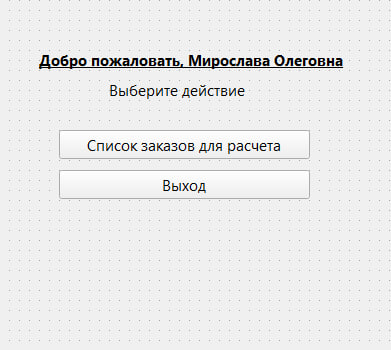 Добро пожаловать, Мирослава Олеговна
Выберите действие
Список заказов для расчета
Выход